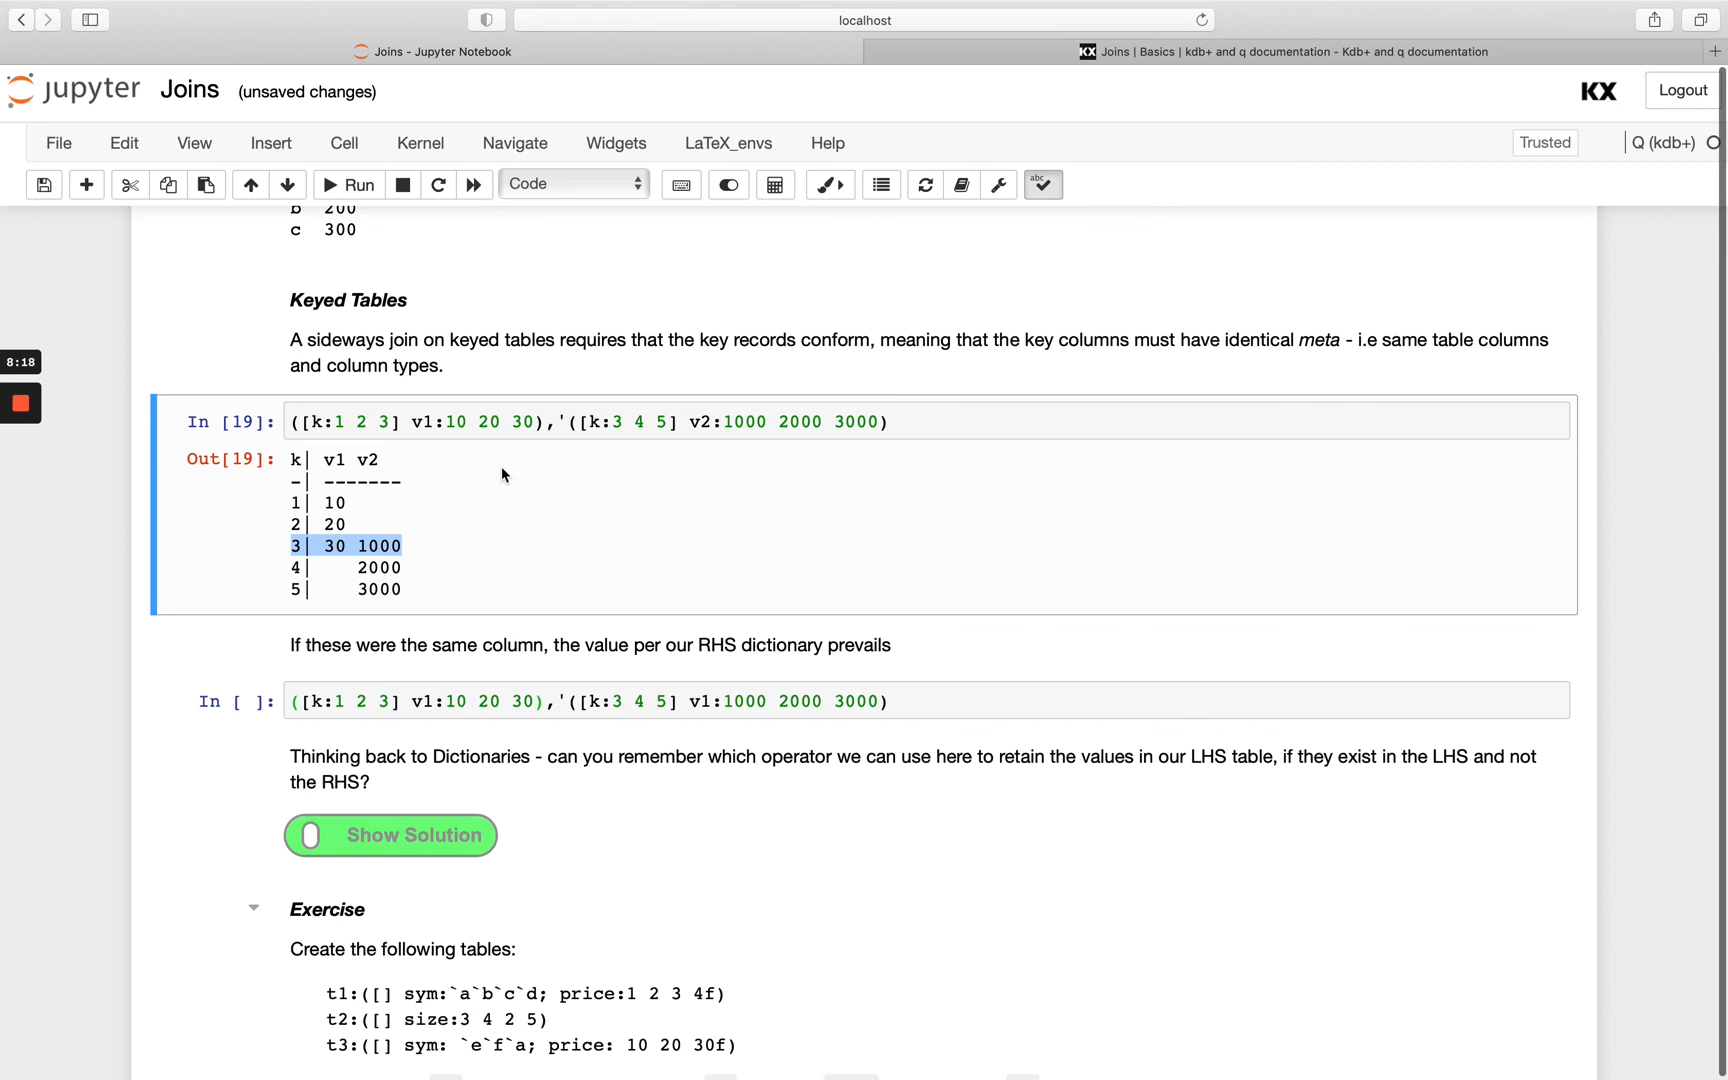 localhost
Joins - Jupyter Notebook
KX Joins | Basics | kdb+ and q documentation - Kdb+ and q documentation
jupyter Joins (unsaved changes)
KX
Logout
File Edit View Insert Cell Kernel Navigate Widgets LaTeX_envs Help
Trusted
Q (kdb+)
Run
Code
abc
b 200
c 300
Keyed Tables
A sideways join on keyed tables requires that the key records conform, meaning that the key columns must have identical meta - i.e same table columns
and column types.
8:18
In [19]: ([k:1 2 3] v1:10 20 30),'([k:3 4 5] v2:1000 2000 3000)
Out[19]: k| v1 v2
-| -------
1| 10
2| 20
3| 30 1000
4| 2000
5| 3000
If these were the same column, the value per our RHS dictionary prevails
In [ ]: ([k:1 2 3] v1:10 20 30),'([k:3 4 5] v1:1000 2000 3000)
Thinking back to Dictionaries - can you remember which operator we can use here to retain the values in our LHS table, if they exist in the LHS and not
the RHS?
Show Solution
Exercise
Create the following tables:
t1:([] sym:`a`b`c`d; price:1 2 3 4f)
t2:([] size:3 4 2 5)
t3:([] sym: `e`f`a; price: 10 20 30f)